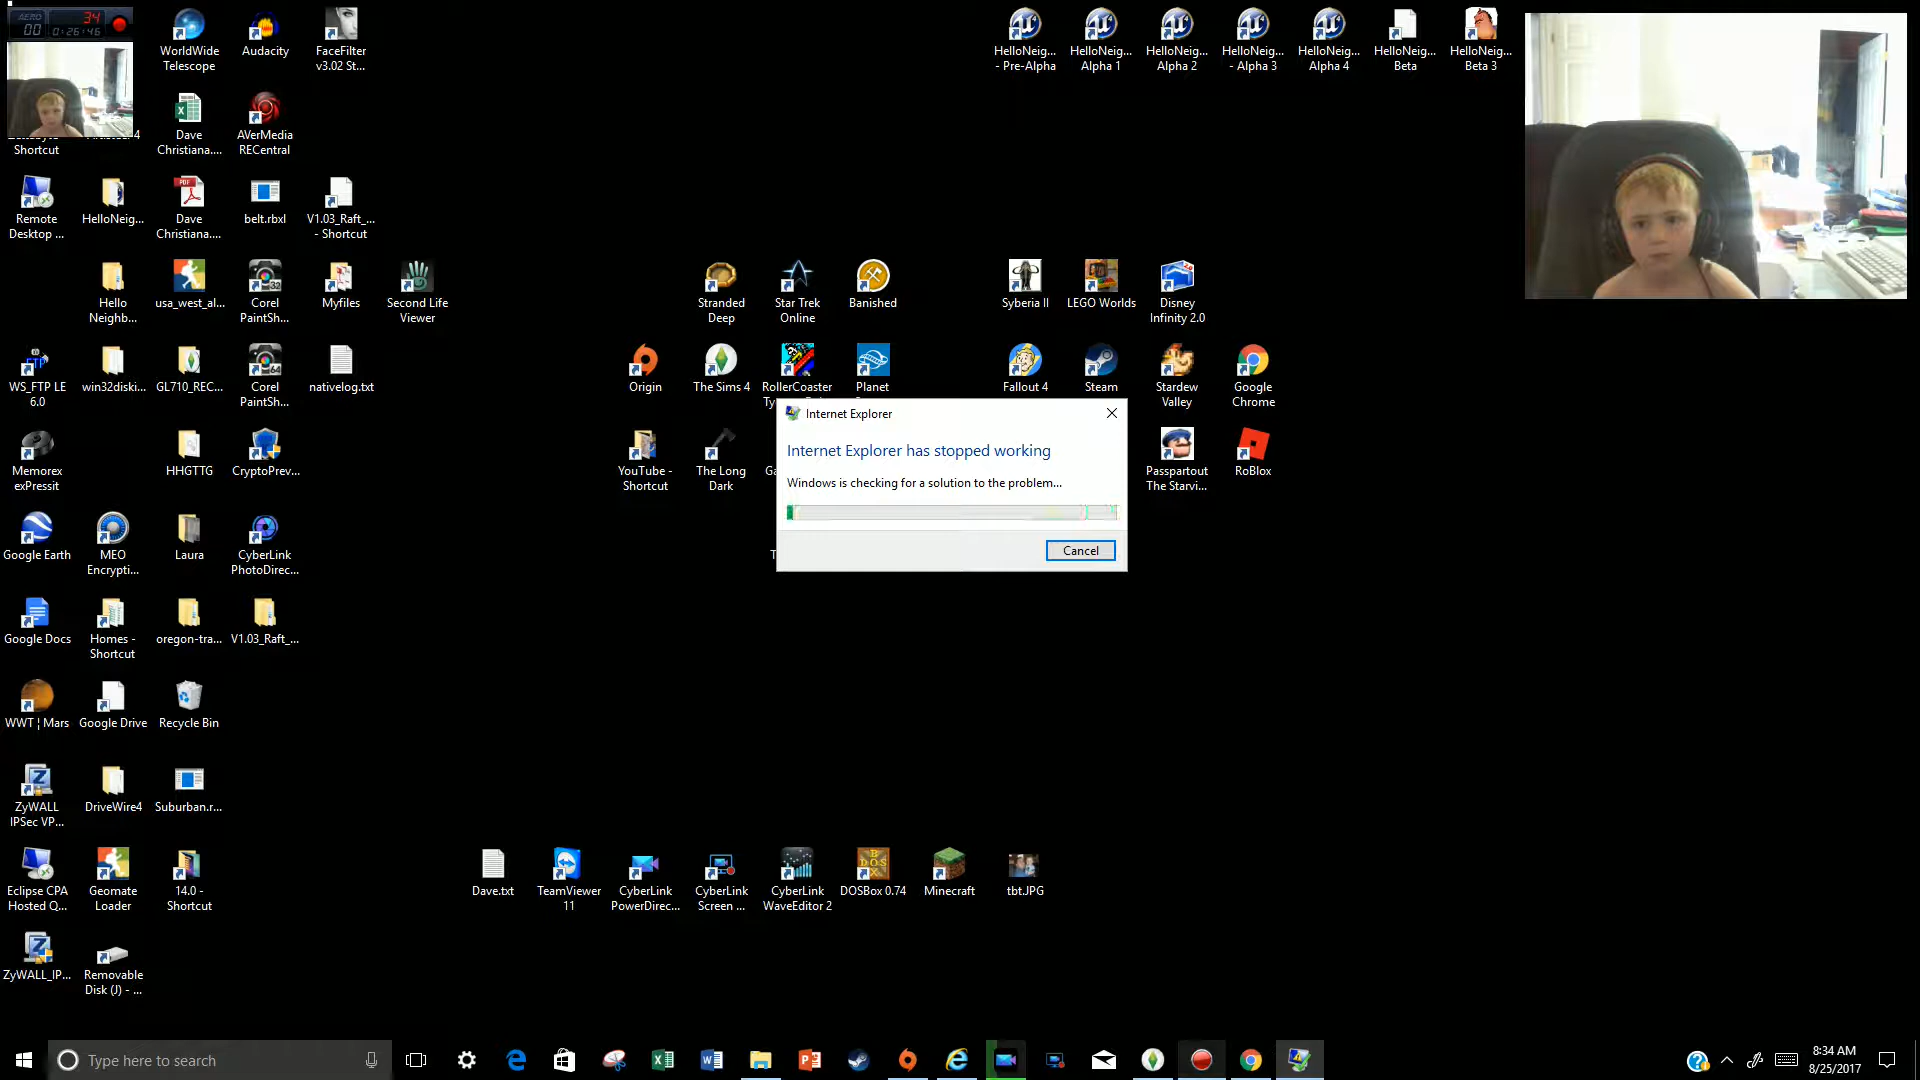 AERO
34
00
0:26:46
WorldWide
Telescope
Audacity
FaceFilter
v3.02 St...
HelloNeig...
- Pre-Alpha
HelloNeig...
Alpha 1
HelloNeig...
Alpha 2
HelloNeig...
- Alpha 3
HelloNeig...
Alpha 4
HelloNeig...
Beta
HelloNeig...
Beta 3
Shortcut
Dave
Christiana....
AVerMedia
RECentral
Remote
Desktop ...
HelloNeig...
Dave
Christiana....
belt.rbxl
V1.03_Raft_...
- Shortcut
Hello
Neighb...
usa_west_al...
Corel
PaintSh...
Myfiles
Second Life
Viewer
Stranded
Deep
Star Trek
Online
Banished
Syberia II
LEGO Worlds
Disney
Infinity 2.0
WS_FTP LE
6.0
win32diski...
GL710_REC...
Corel
PaintSh...
nativelog.txt
Origin
The Sims 4
RollerCoaster
Planet
Fallout 4
Steam
Stardew
Valley
Google
Chrome
Internet Explorer
Internet Explorer has stopped working
Windows is checking for a solution to the problem...
Cancel
Memorex
exPressit
HHGTTG
CryptoPrev...
YouTube -
Shortcut
The Long
Dark
Passpartout
The Starvi...
RoBlox
Google Earth
MEO
Encrypti...
Laura
CyberLink
PhotoDirec...
Google Docs
Homes -
Shortcut
oregon-tra...
V1.03_Raft_...
WWT ¦ Mars
Google Drive
Recycle Bin
ZyWALL
IPSec VP...
DriveWire4
Suburban.r...
Eclipse CPA
Hosted Q...
Geomate
Loader
14.0 -
Shortcut
Dave.txt
TeamViewer
11
CyberLink
PowerDirec...
CyberLink
Screen ...
CyberLink
WaveEditor 2
DOSBox 0.74
Minecraft
tbt.JPG
ZyWALL_IP...
Removable
Disk (J) - ...
Type here to search
8:34 AM
8/25/2017